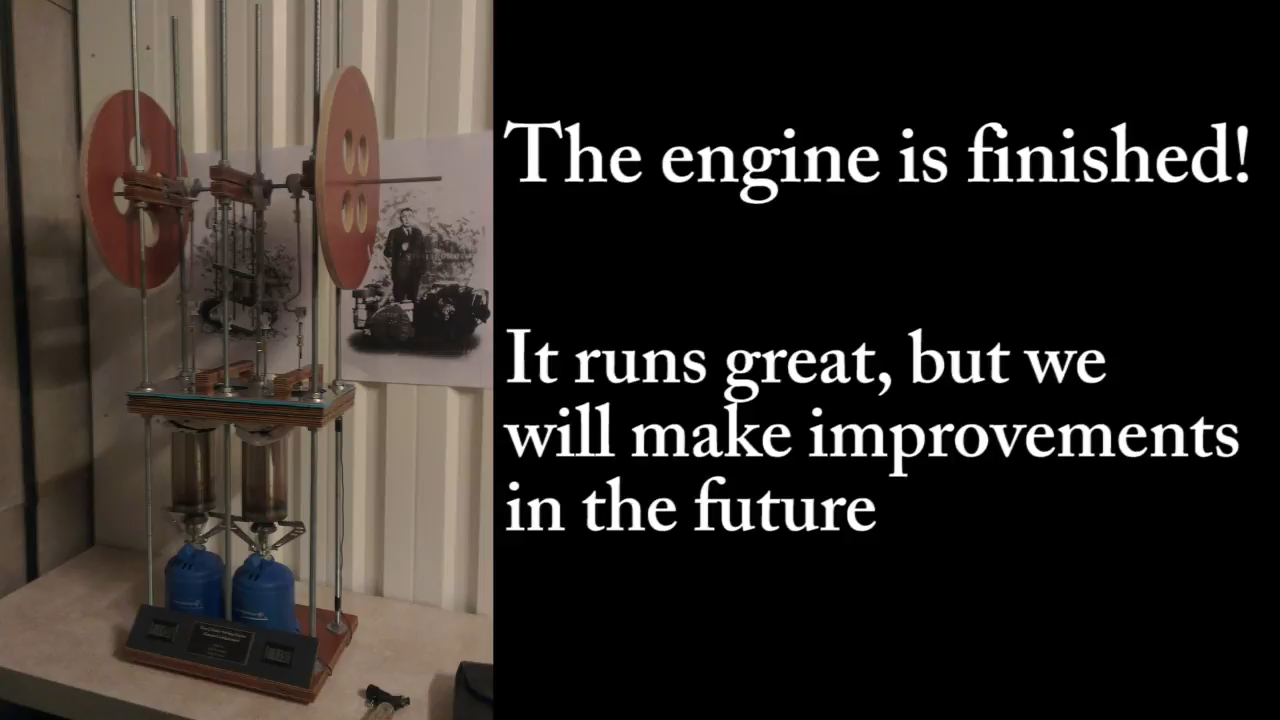 The engine is finished!
It runs great, but we
will make improvements
in the future